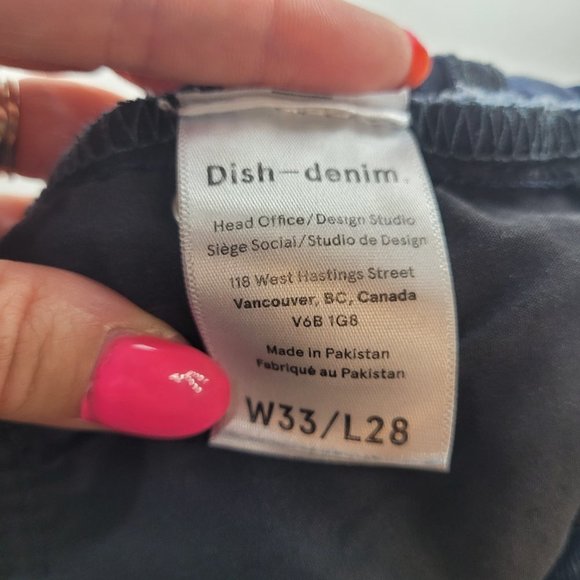 Dish—denim.
Head Office/Design Studio
Siège Social/Studio de Design
118 West Hastings Street
Vancouver, BC, Canada
V6B 1G8
Made in Pakistan
Fabriqué au Pakistan
W33/L28